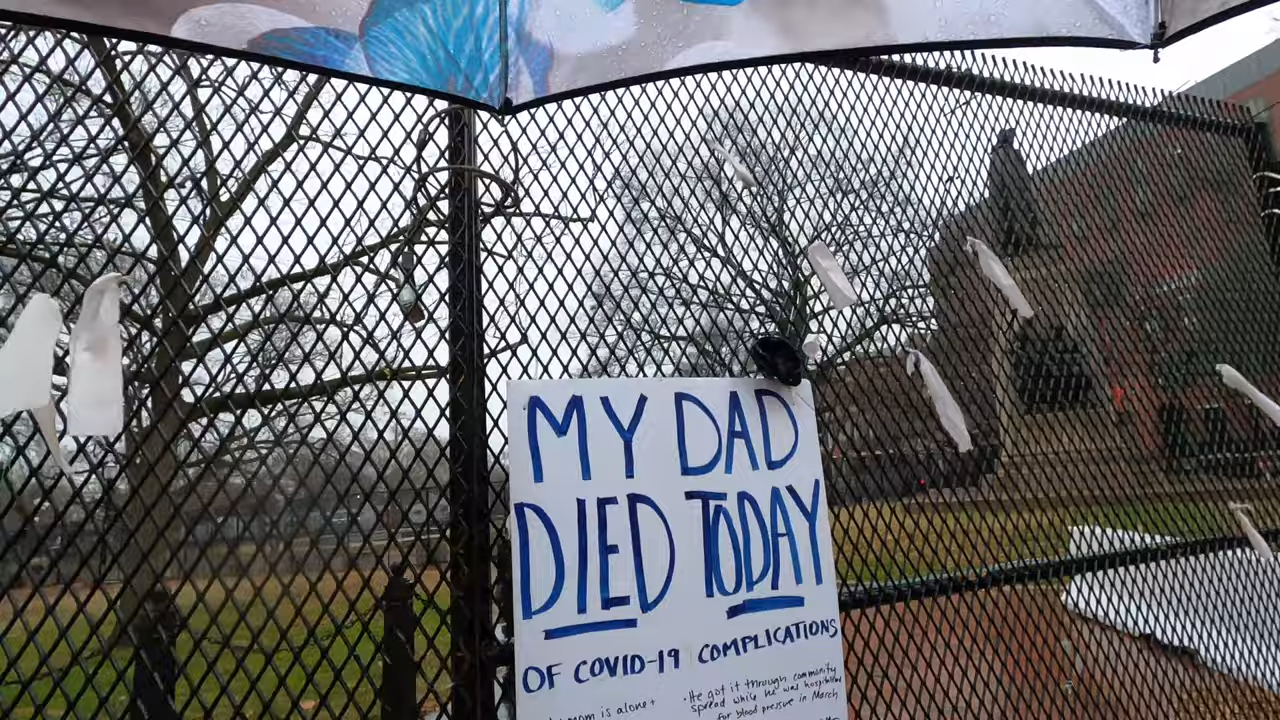 MY DAD
DIED TODAY
OF COVID-19 COMPLICATIONS
mom is alone +
• He got it through community
spread while he was hospitalized
for blood pressure in March